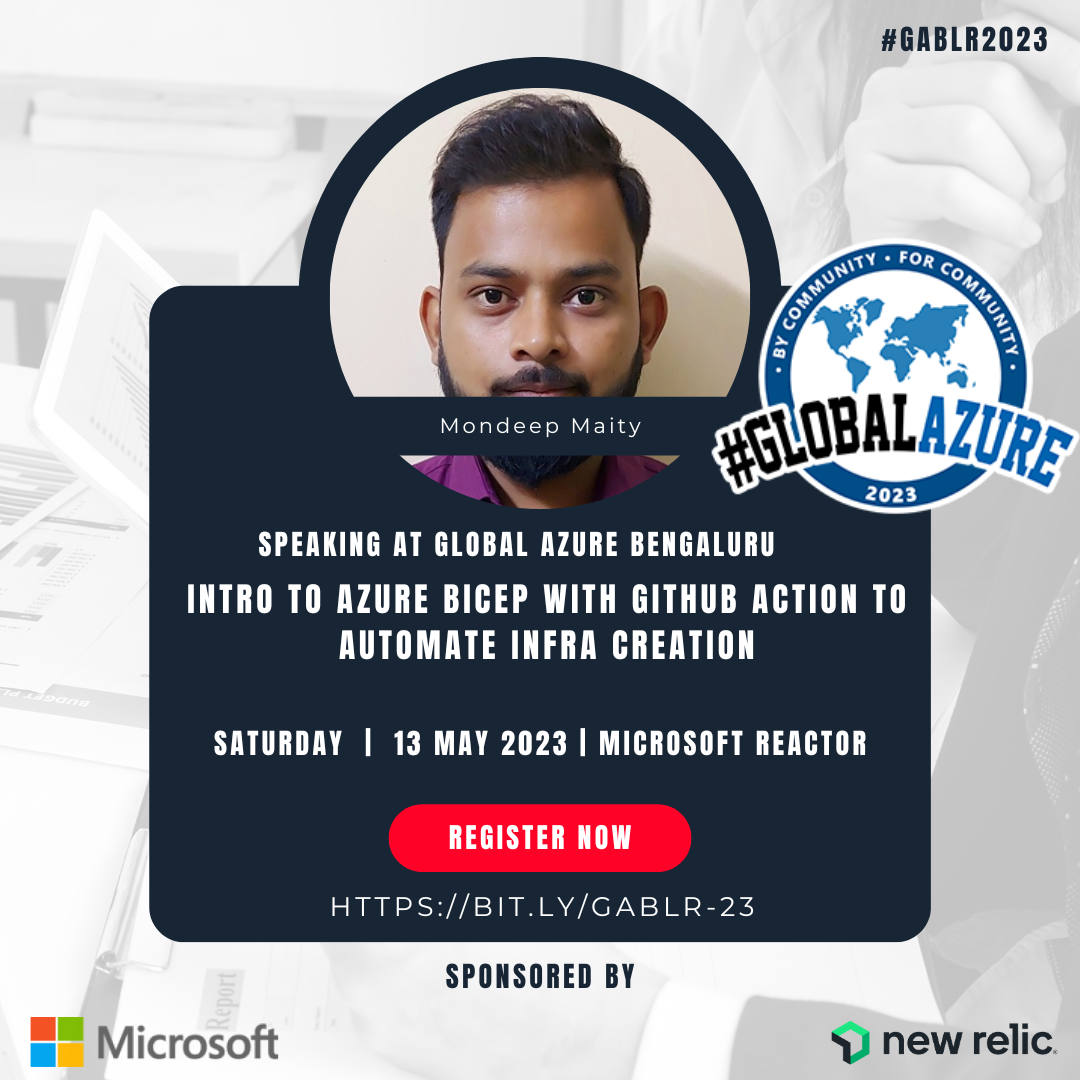 #GABLR2023
BY COMMUNITY • FOR COMMUNITY
#GLOBALAZURE
2023
Mondeep Maity
SPEAKING AT GLOBAL AZURE BENGALURU
INTRO TO AZURE BICEP WITH GITHUB ACTION TO
AUTOMATE INFRA CREATION
SATURDAY | 13 MAY 2023 | MICROSOFT REACTOR
REGISTER NOW
HTTPS://BIT.LY/GABLR-23
SPONSORED BY
Report
Microsoft
new relic